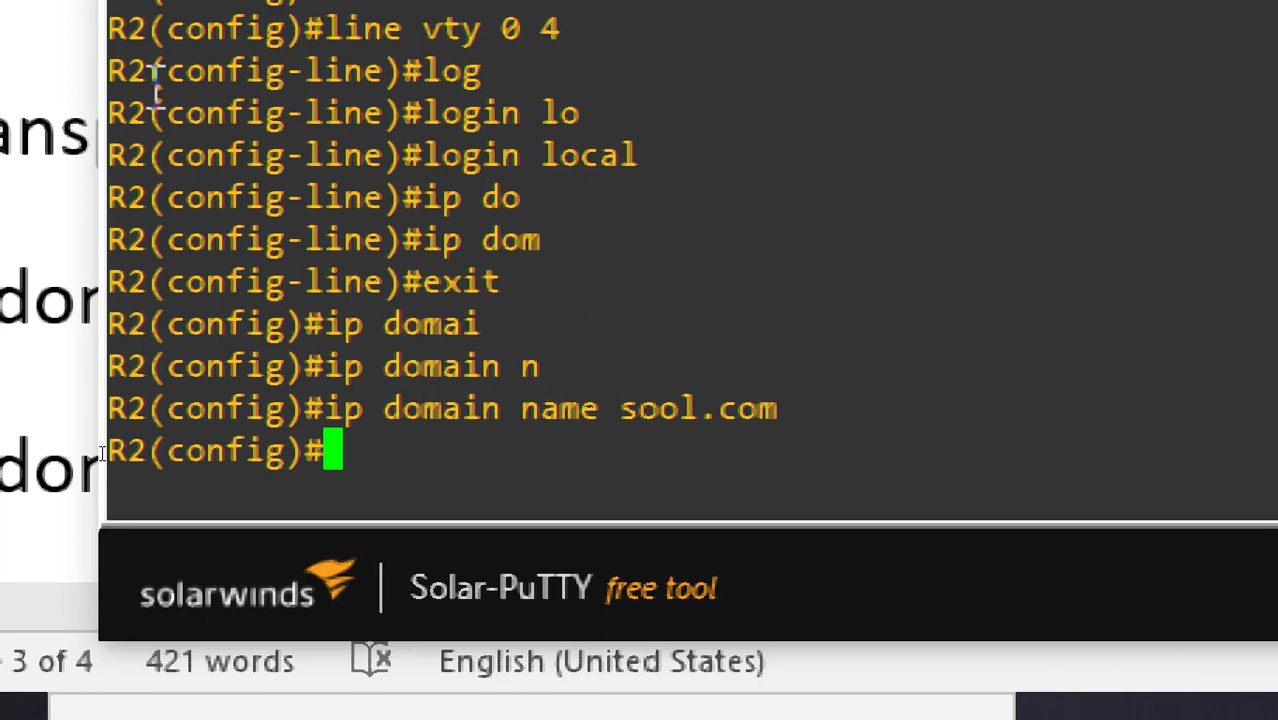 R2(config)#line vty 0 4
R2(config-line)#log
R2(config-line)#login lo
R2(config-line)#login local
R2(config-line)#ip do
R2(config-line)#ip dom
R2(config-line)#exit
R2(config)#ip domai
R2(config)#ip domain n
R2(config)#ip domain name sool.com
R2(config)#
ans
dor
dor
solarwinds Solar-PuTTY free tool
3 of 4 421 words English (United States)